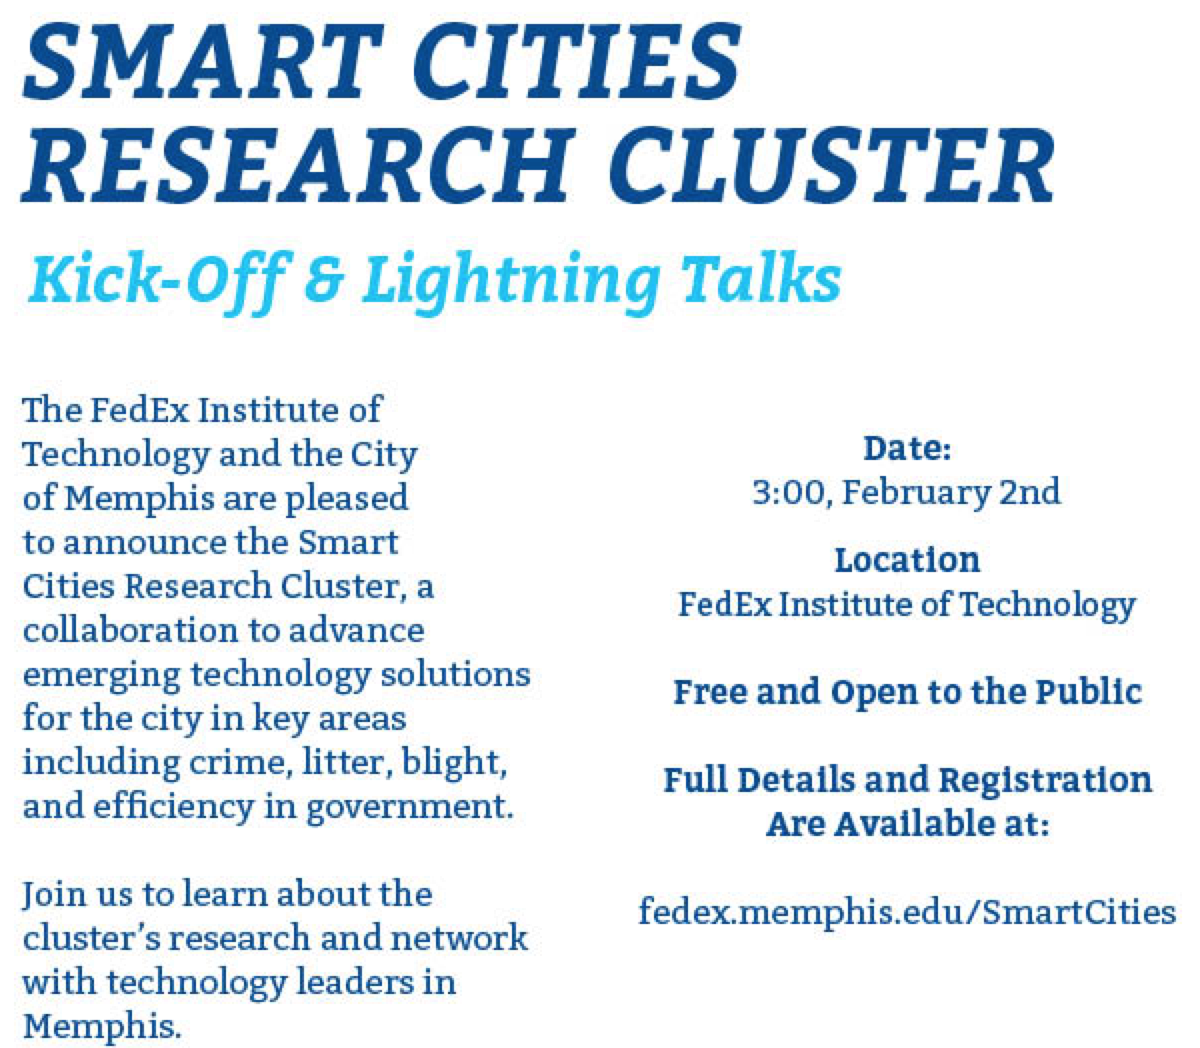 SMART CITIES
RESEARCH CLUSTER
Kick-Off & Lightning Talks
The FedEx Institute of
Technology and the City
of Memphis are pleased
to announce the Smart
Cities Research Cluster, a
collaboration to advance
emerging technology solutions
for the city in key areas
including crime, litter, blight,
and efficiency in government.
Join us to learn about the
cluster’s research and network
with technology leaders in
Memphis.
Date:
3:00, February 2nd
Location
FedEx Institute of Technology
Free and Open to the Public
Full Details and Registration
Are Available at:
fedex.memphis.edu/SmartCities